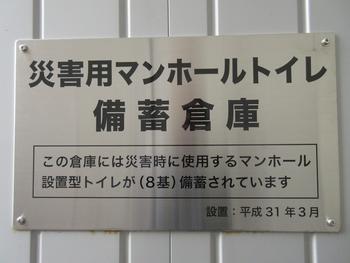 災害用マンホールトイレ
備蓄倉庫
この倉庫には災害時に使用するマンホール
設置型トイレが(8基)備蓄されています
設置：平成31年3月